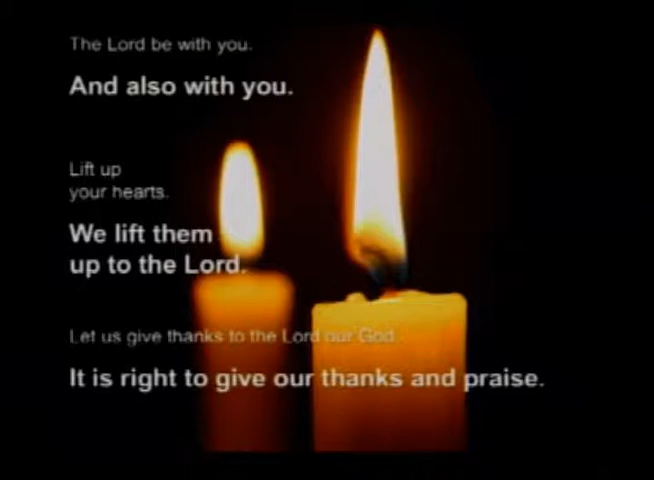 The Lord be with you.
And also with you.
Lift up
your hearts.
We lift them
up to the Lord.
Let us give thanks to the Lord our God.
It is right to give our thanks and praise.